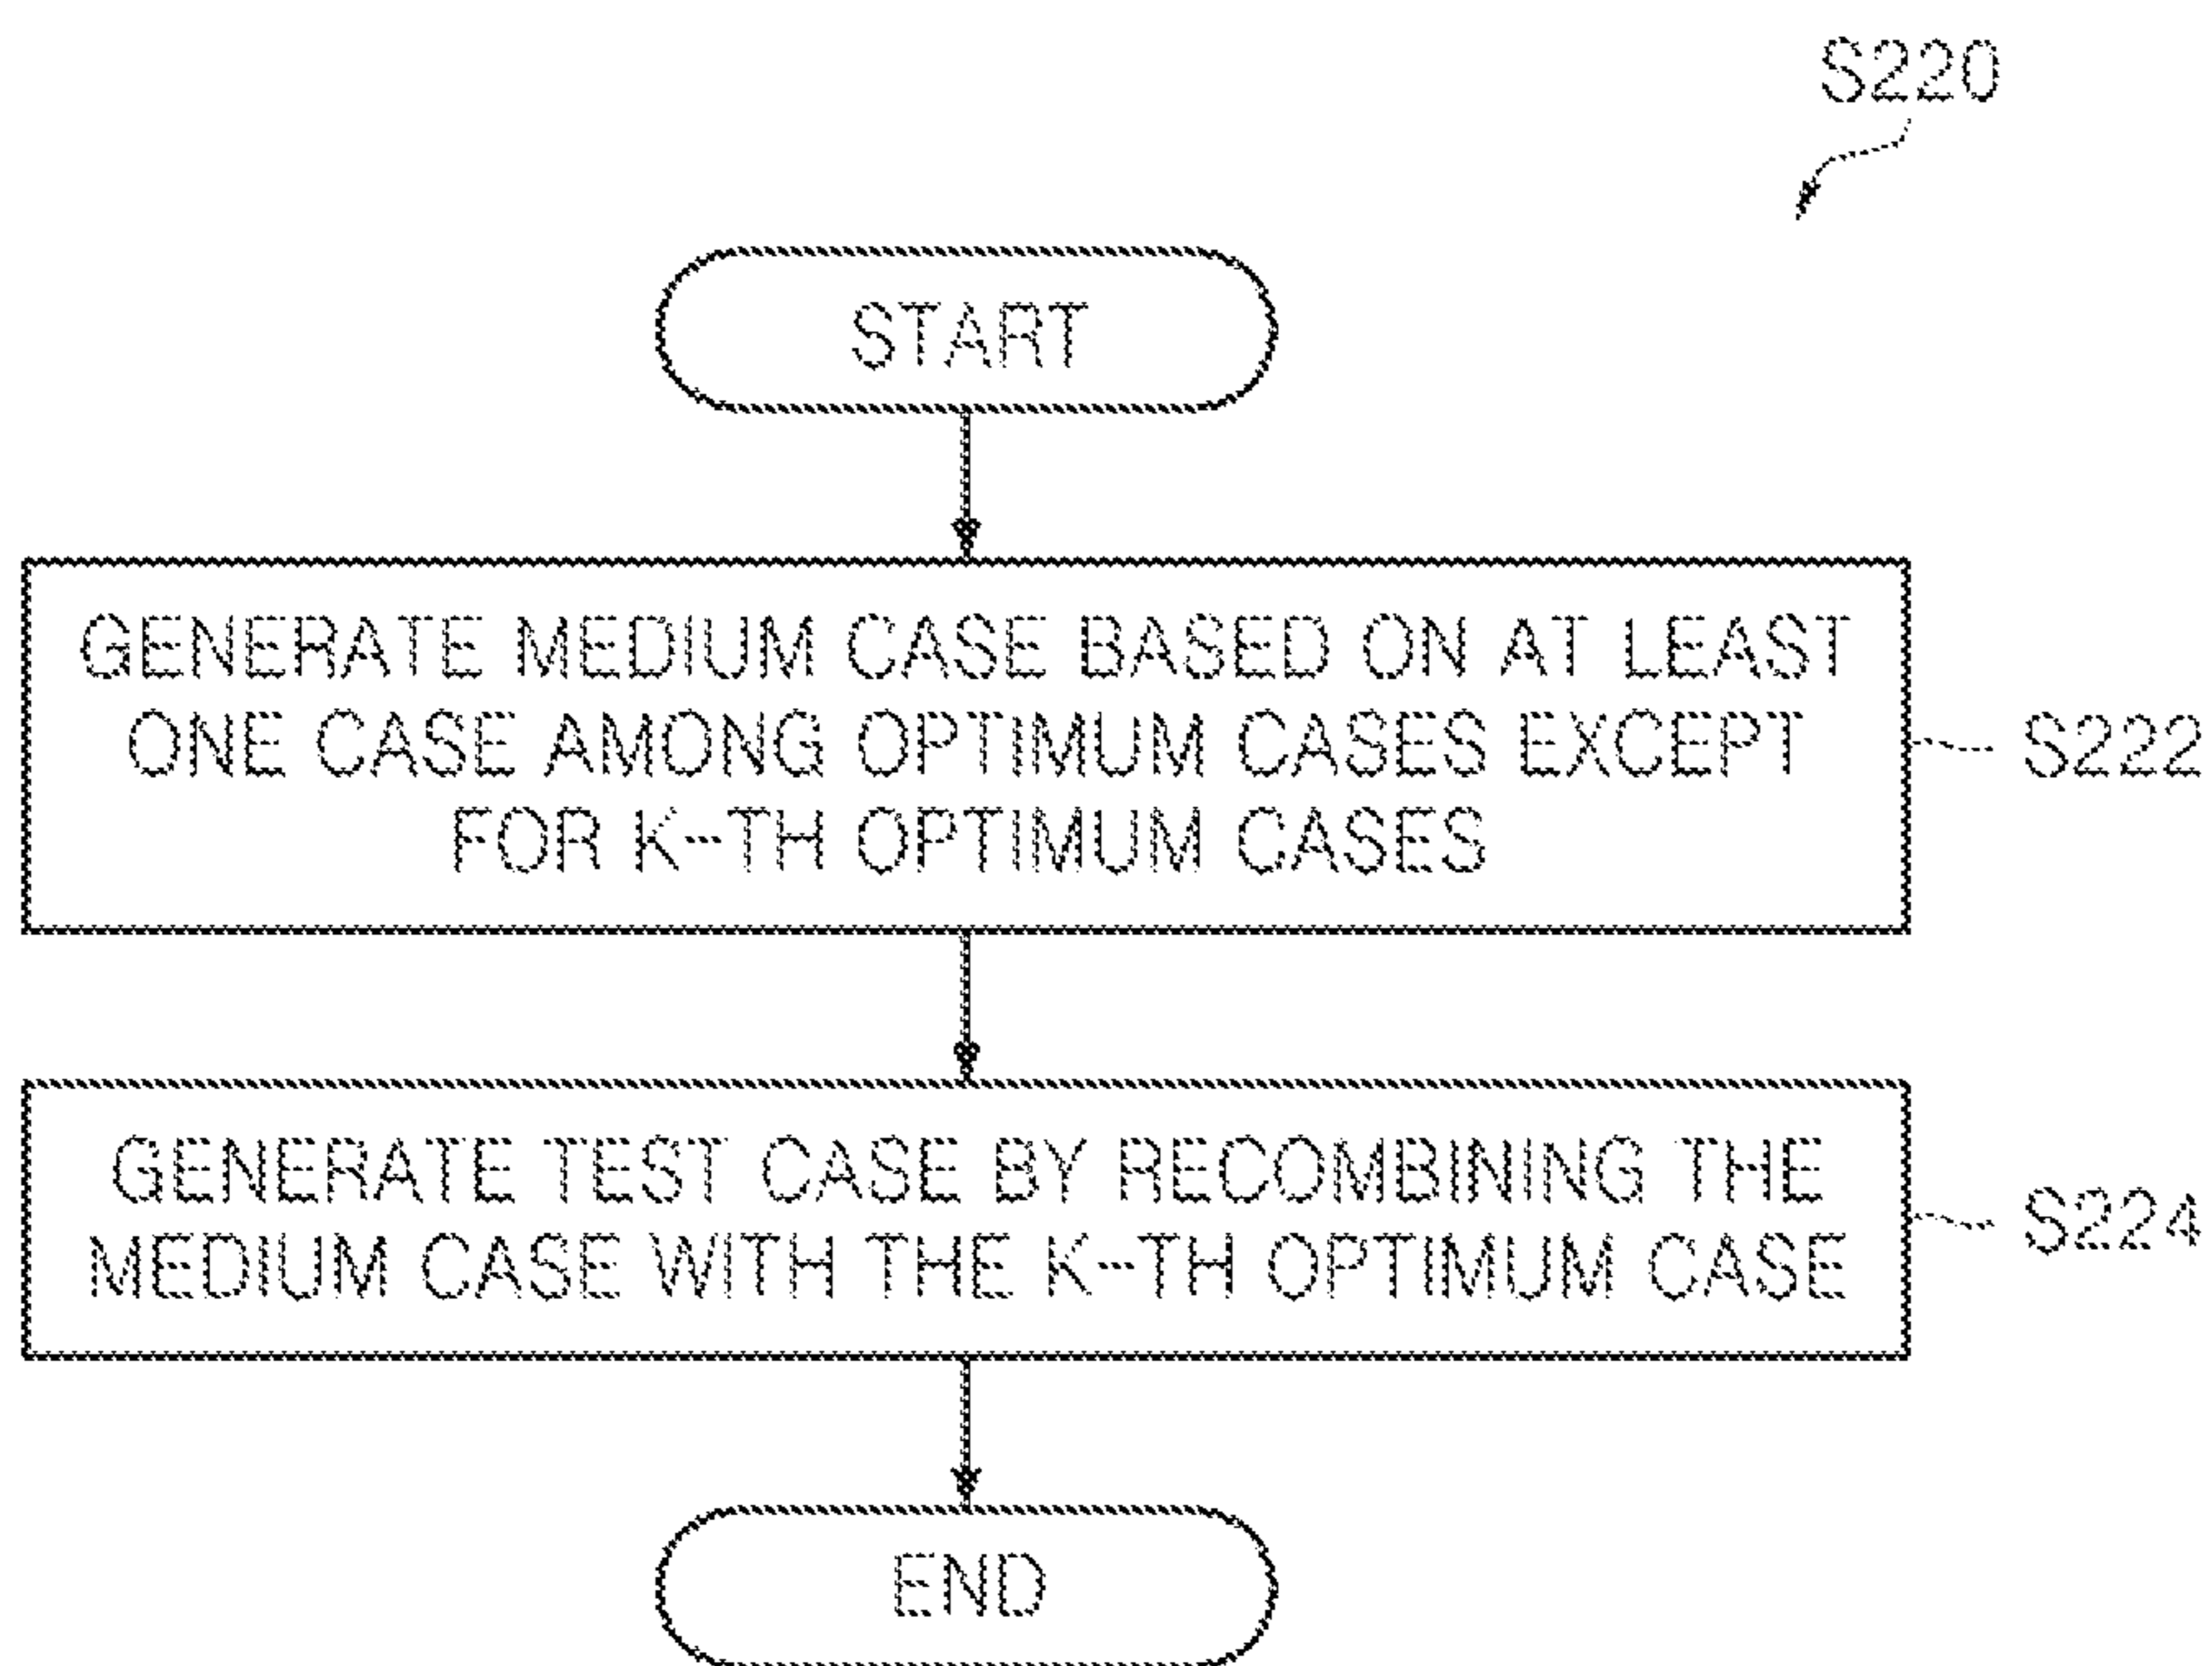 S220
START
GENERATE MEDIUM CASE BASED ON AT LEAST
ONE CASE AMONG OPTIMUM CASES EXCEPT
FOR K-TH OPTIMUM CASES
S222
GENERATE TEST CASE BY RECOMBINING THE
MEDIUM CASE WITH THE K-TH OPTIMUM CASE
S224
END